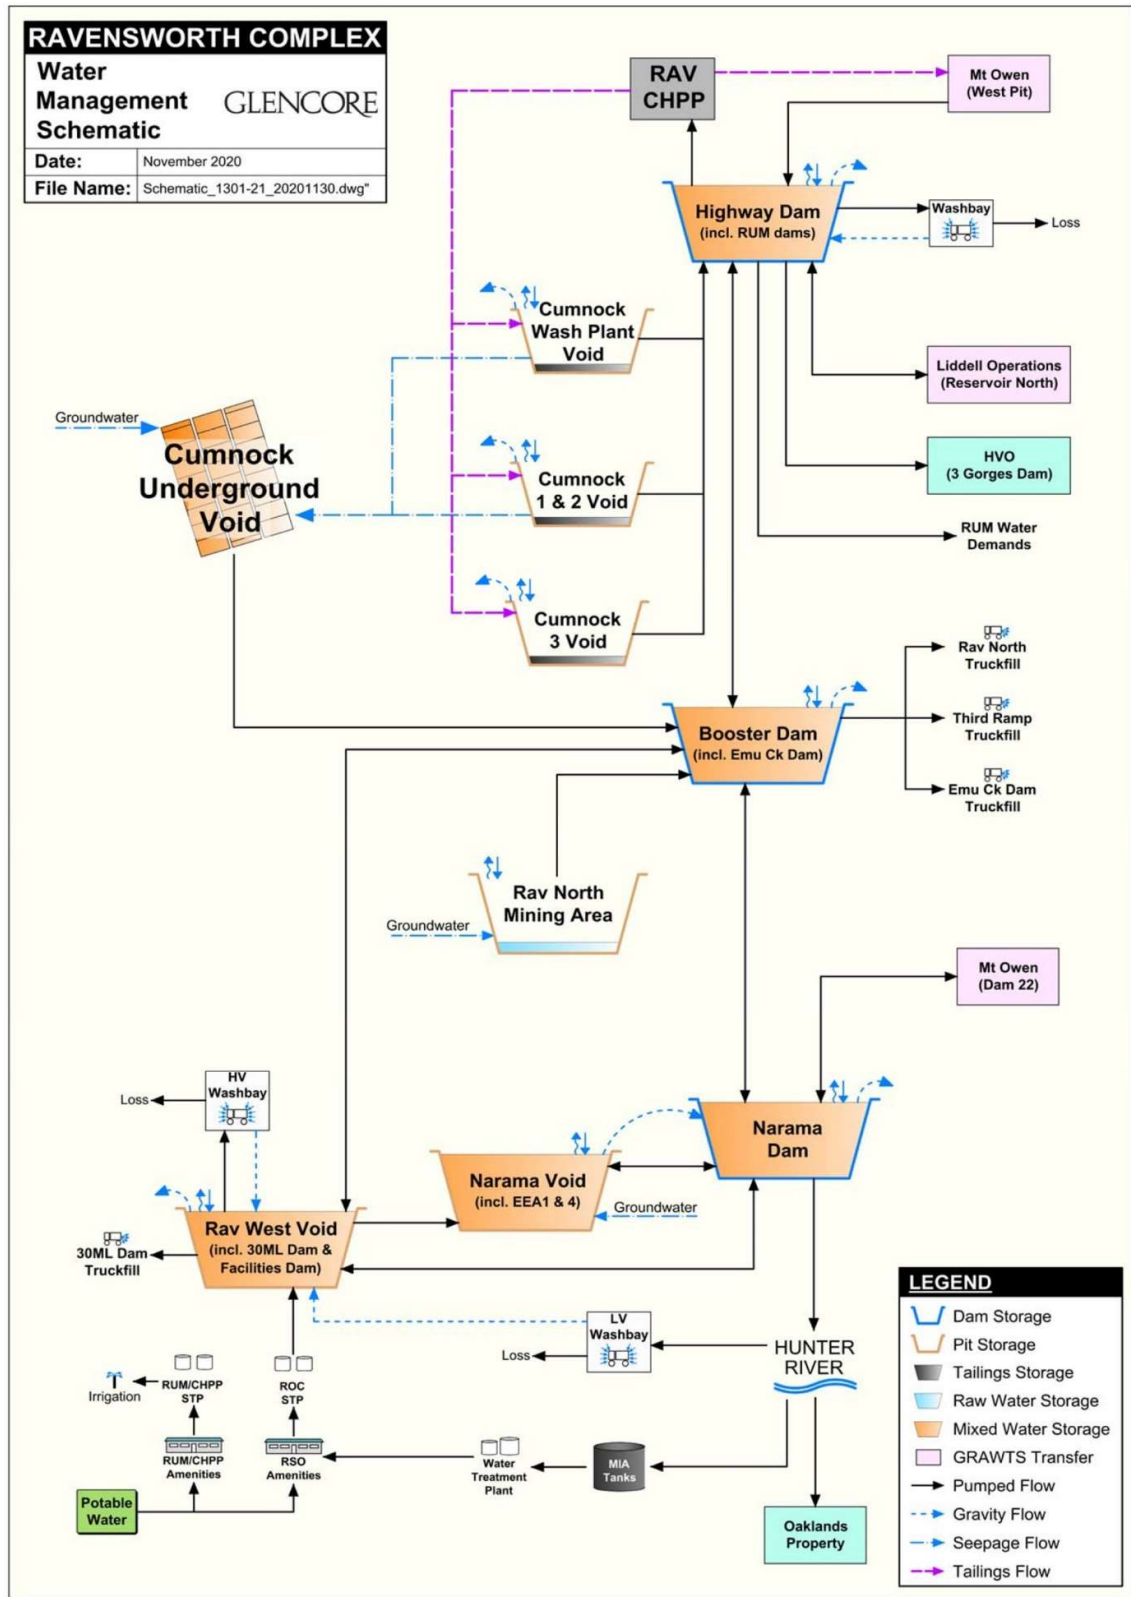 RAVENSWORTH COMPLEX
Water
Management
Schematic
GLENCORE
Date:
November 2020
File Name:
Schematic_1301-21_20201130.dwg"
RAV
CHPP
Mt Owen
(West Pit)
Highway Dam
(incl. RUM dams)
Washbay
Loss
Cumnock
Wash Plant
Void
Liddell Operations
(Reservoir North)
Groundwater
Cumnock
Underground
Void
Cumnock
1 & 2 Void
HVO
(3 Gorges Dam)
RUM Water
Demands
Cumnock
3 Void
Rav North
Truckfill
Booster Dam
(incl. Emu Ck Dam)
Third Ramp
Truckfill
Emu Ck Dam
Truckfill
Rav North
Mining Area
Groundwater
Mt Owen
(Dam 22)
HV
Washbay
Loss
Narama
Dam
Narama Void
(incl. EEA1 & 4)
Groundwater
Rav West Void
(incl. 30ML Dam &
Facilities Dam)
30ML Dam
Truckfill
LV
Washbay
Loss
HUNTER
RIVER
Irrigation
RUM/CHPP
STP
ROC
STP
RUM/CHPP
Amenities
RSO
Amenities
Water
Treatment
Plant
MIA
Tanks
Potable
Water
Oaklands
Property
LEGEND
Dam Storage
Pit Storage
Tailings Storage
Raw Water Storage
Mixed Water Storage
GRAWTS Transfer
Pumped Flow
Gravity Flow
Seepage Flow
Tailings Flow